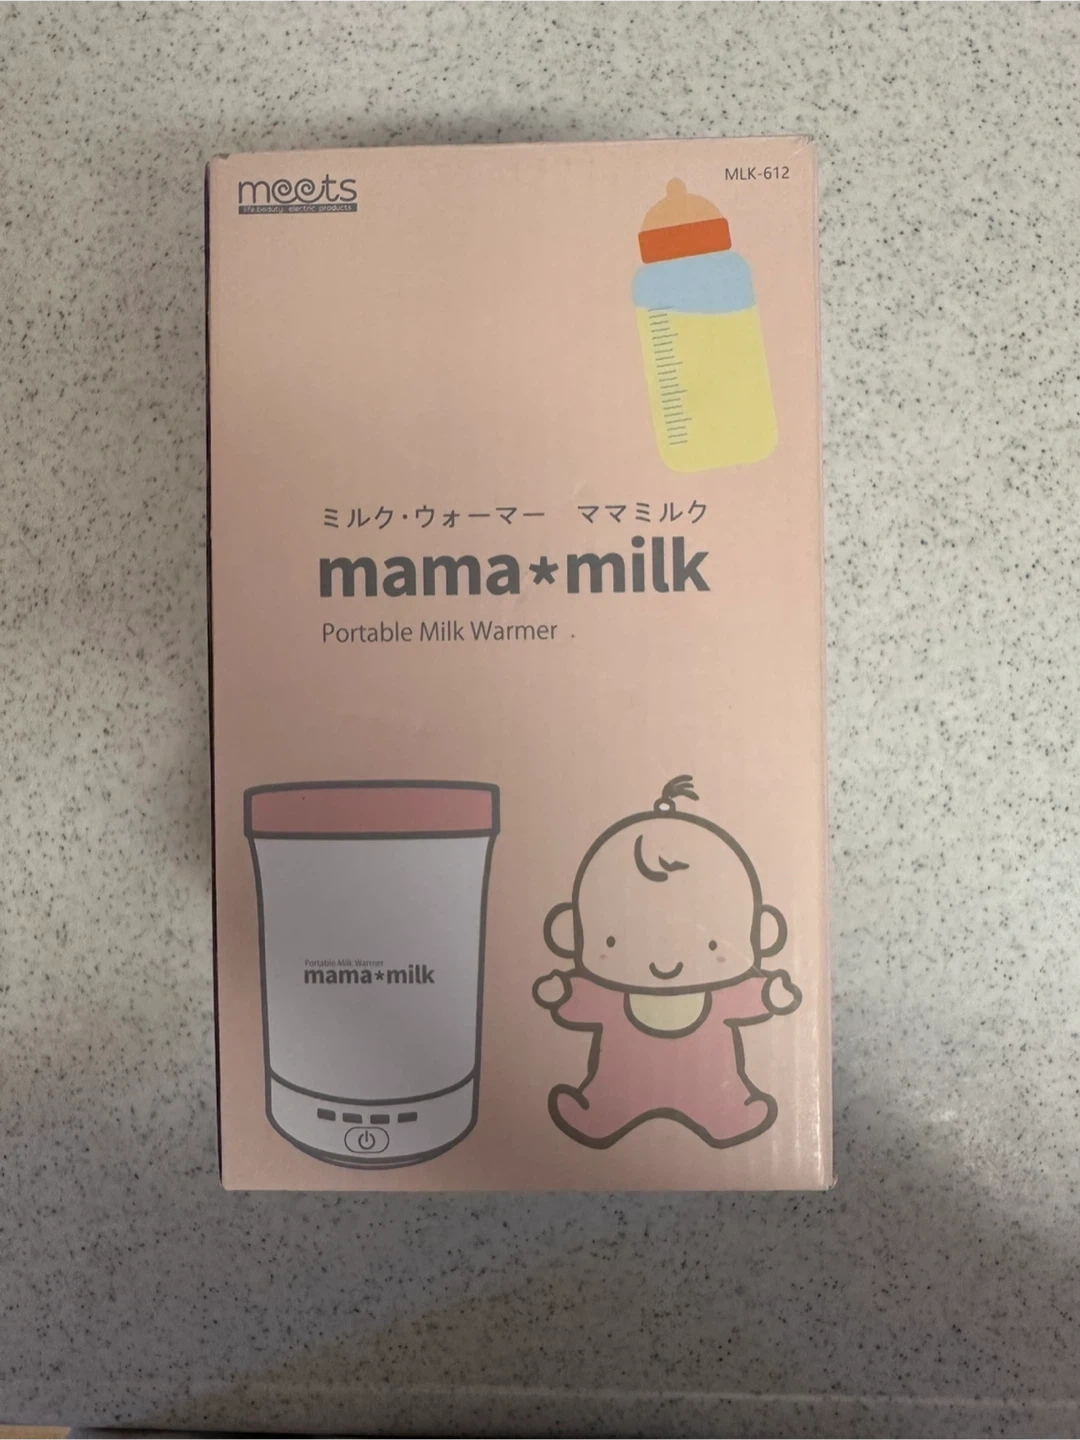 meets
life.beauty electric products
MLK-612
ミルク・ウォーマー ママミルク
mama★milk
Portable Milk Warmer .
Portable Milk Warmer
mama★milk